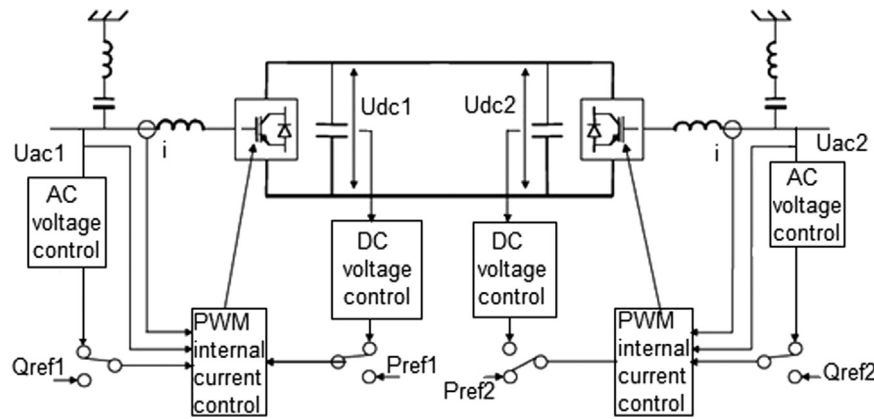 Udc1
Udc2
Uac1
i
i
Uac2
AC
voltage
control
DC
voltage
control
DC
voltage
control
AC
voltage
control
PWM
internal
current
control
PWM
internal
current
control
Qref1
Pref1
Pref2
Qref2